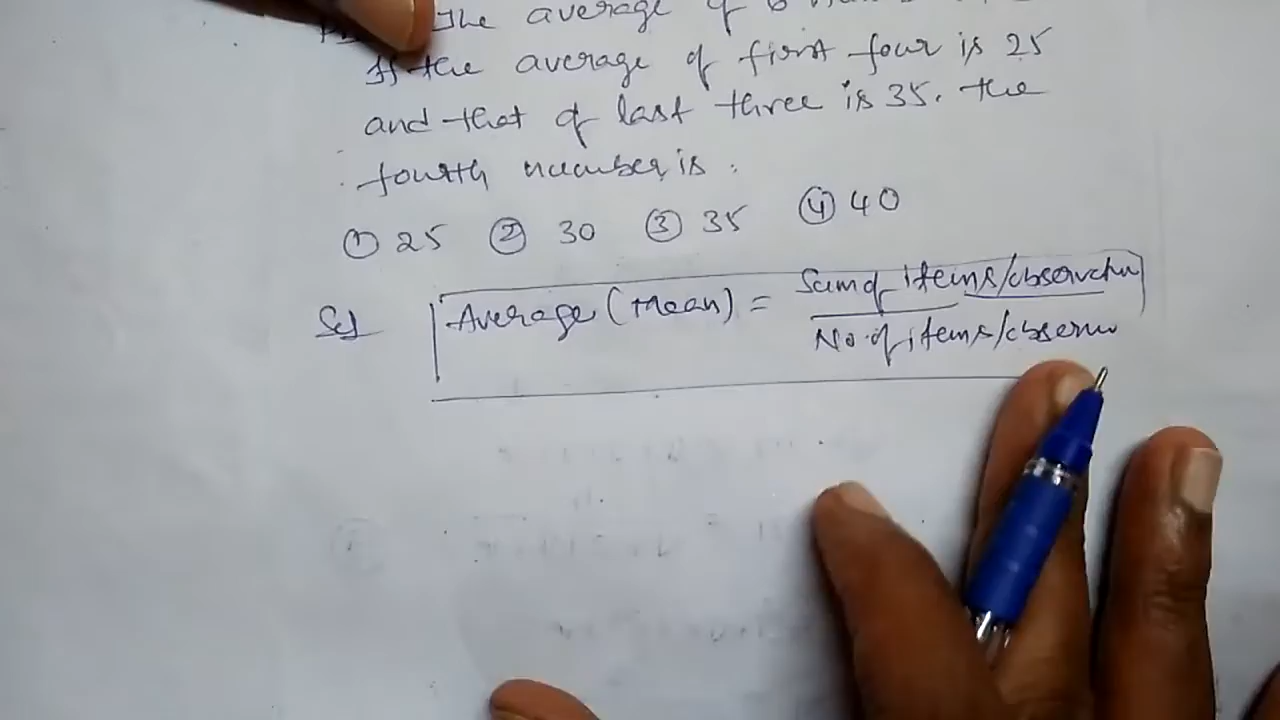 The average of 6
If the average of first four is 25
and that of last three is 35. the
fourth number is :
① 25 ② 30 ③ 35 ④ 40
Sol Average (Mean) = Sum of items/observation
No. of items/observ